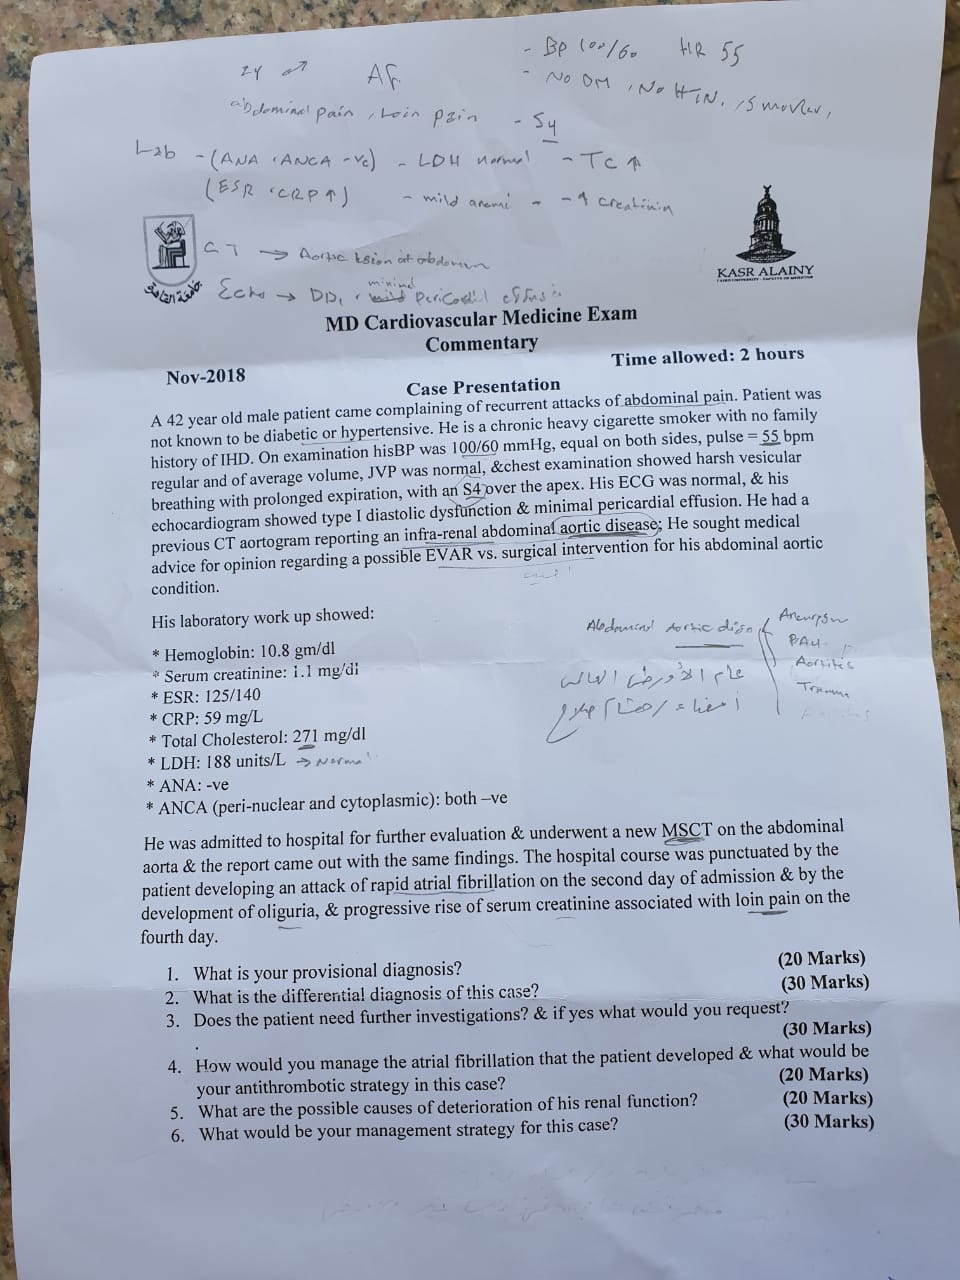 - BP 100/60 HR 55
♂ AF
- No DM, No HTN, smoker,
abdominal pain, Loin pain - S4
Lab - (ANA, ANCA -ve) - LDH normal - TC ↑
(ESR, CRP ↑) - mild anemi - - ↑ creatinin
CT → Aortic lesion at abdomen
minimal
Echo → DD1, mild Pericardial
جامعة القاهرة
KASR ALAINY
MD Cardiovascular Medicine Exam
Commentary
Nov-2018
Time allowed: 2 hours
Case Presentation
A 42 year old male patient came complaining of recurrent attacks of abdominal pain. Patient was
not known to be diabetic or hypertensive. He is a chronic heavy cigarette smoker with no family
history of IHD. On examination hisBP was 100/60 mmHg, equal on both sides, pulse = 55 bpm
regular and of average volume, JVP was normal, &chest examination showed harsh vesicular
breathing with prolonged expiration, with an S4 over the apex. His ECG was normal, & his
echocardiogram showed type I diastolic dysfunction & minimal pericardial effusion. He had a
previous CT aortogram reporting an infra-renal abdominal aortic disease; He sought medical
advice for opinion regarding a possible EVAR vs. surgical intervention for his abdominal aortic
condition.
His laboratory work up showed:
* Hemoglobin: 10.8 gm/dl
* Serum creatinine: 1.1 mg/dl
* ESR: 125/140
* CRP: 59 mg/L
* Total Cholesterol: 271 mg/dl
* LDH: 188 units/L → Normal
* ANA: -ve
* ANCA (peri-nuclear and cytoplasmic): both –ve
Abdominal Aortic
Aneurysm
PAU
Aortitis
Trauma
He was admitted to hospital for further evaluation & underwent a new MSCT on the abdominal
aorta & the report came out with the same findings. The hospital course was punctuated by the
patient developing an attack of rapid atrial fibrillation on the second day of admission & by the
development of oliguria, & progressive rise of serum creatinine associated with loin pain on the
fourth day.
1. What is your provisional diagnosis? (20 Marks)
2. What is the differential diagnosis of this case? (30 Marks)
3. Does the patient need further investigations? & if yes what would you request?
. (30 Marks)
4. How would you manage the atrial fibrillation that the patient developed & what would be
your antithrombotic strategy in this case? (20 Marks)
5. What are the possible causes of deterioration of his renal function? (20 Marks)
6. What would be your management strategy for this case? (30 Marks)